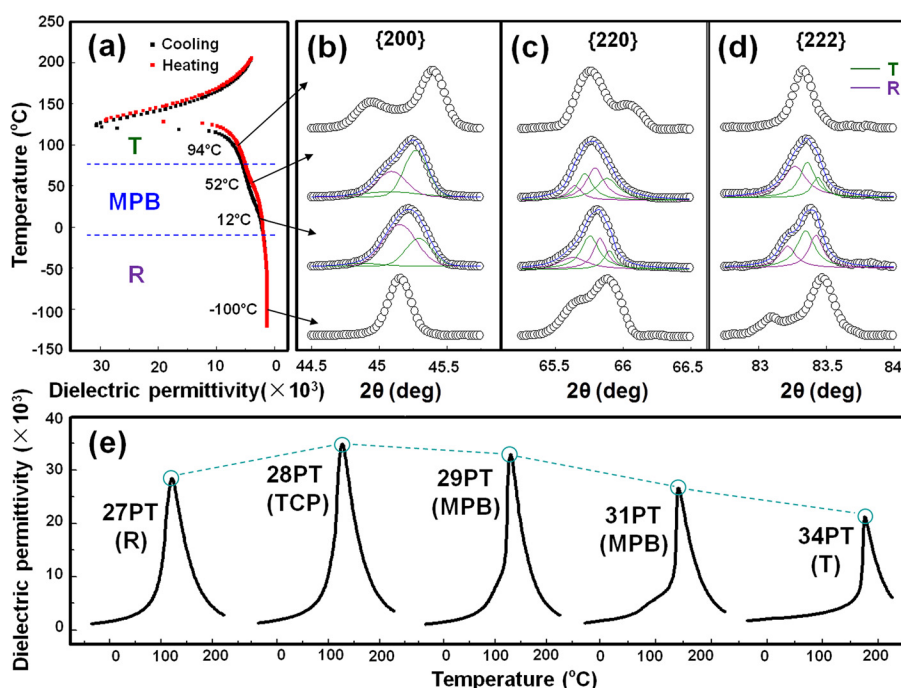 (a)
Cooling
Heating
Temperature (°C)
250
200
150
100
50
0
-50
-100
-150
T
94°C
52°C
MPB
12°C
R
-100°C
30
20
10
0
Dielectric permittivity(×10³)
(b)
{200}
44.5
45
45.5
2θ (deg)
(c)
{220}
65.5
66
66.5
2θ (deg)
(d)
{222}
T
R
83
83.5
84
2θ (deg)
(e)
Dielectric permittivity (×10³)
40
30
20
10
0
27PT
(R)
28PT
(TCP)
29PT
(MPB)
31PT
(MPB)
34PT
(T)
0 100 200 0 100 200 0 100 200 0 100 200 0 100 200
Temperature (°C)